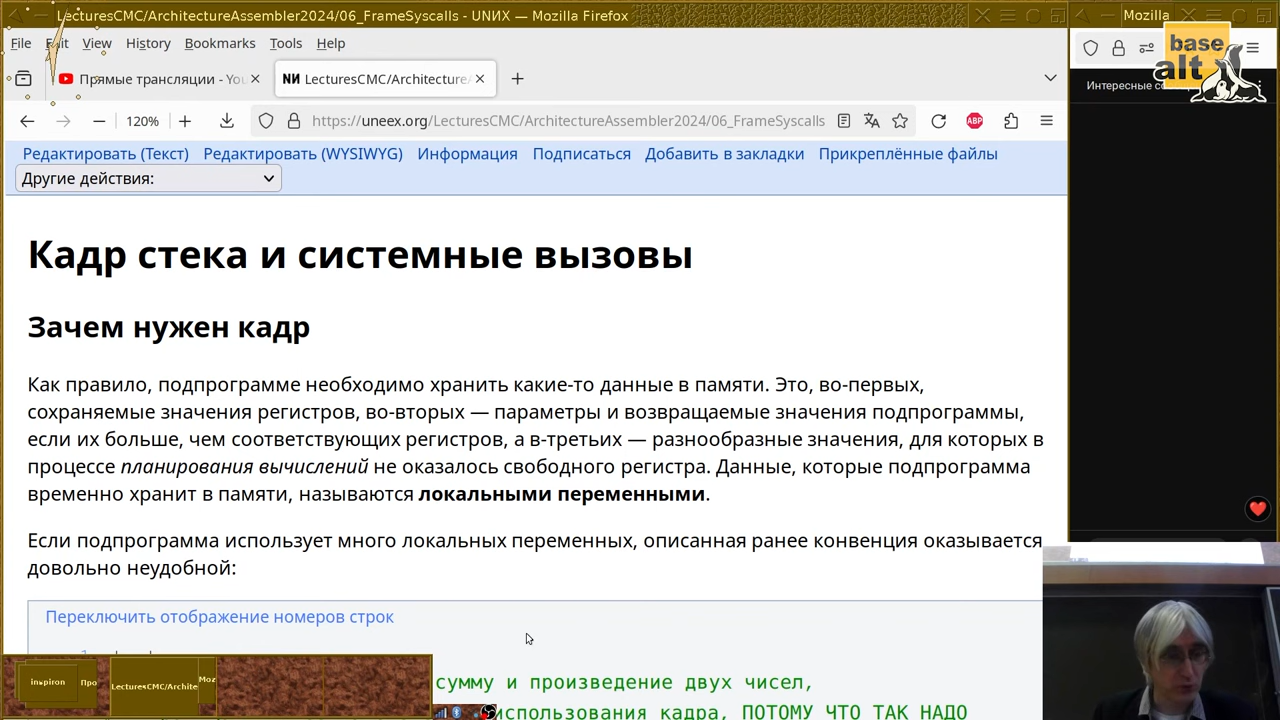 LecturesCMC/ArchitectureAssembler2024/06_FrameSyscalls - UNИX — Mozilla Firefox
Mozilla
File Edit View History Bookmarks Tools Help
base
alt
Прямые трансляции - You
NИ LecturesCMC/Architecture
Интересные со
120%
https://uneex.org/LecturesCMC/ArchitectureAssembler2024/06_FrameSyscalls
ABP
Редактировать (Текст) Редактировать (WYSIWYG) Информация Подписаться Добавить в закладки Прикреплённые файлы
Другие действия:
Кадр стека и системные вызовы
Зачем нужен кадр
Как правило, подпрограмме необходимо хранить какие-то данные в памяти. Это, во-первых,
сохраняемые значения регистров, во-вторых — параметры и возвращаемые значения подпрограммы,
если их больше, чем соответствующих регистров, а в-третьих — разнообразные значения, для которых в
процессе планирования вычислений не оказалось свободного регистра. Данные, которые подпрограмма
временно хранит в памяти, называются локальными переменными.
Если подпрограмма использует много локальных переменных, описанная ранее конвенция оказывается
довольно неудобной:
Переключить отображение номеров строк
сумму и произведение двух чисел,
использования кадра, ПОТОМУ ЧТО ТАК НАДО
inspiron Про LecturesCMC/Archite Moz